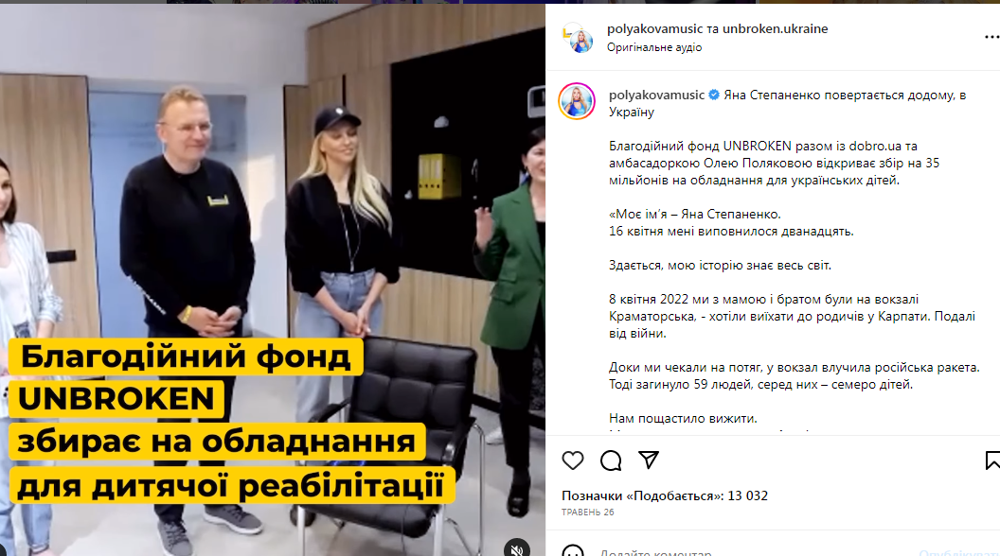 Благодійний фонд
UNBROKEN
збирає на обладнання
для дитячої реабілітації
polyakovamusic та unbroken.ukraine
Оригінальне аудіо
polyakovamusic Яна Степаненко повертається додому, в
Україну
Благодійний фонд UNBROKEN разом із dobro.ua та
амбасадоркою Олею Поляковою відкриває збір на 35
мільйонів на обладнання для українських дітей.
«Моє ім’я – Яна Степаненко.
16 квітня мені виповнилося дванадцять.
Здається, мою історію знає весь світ.
8 квітня 2022 ми з мамою і братом були на вокзалі
Краматорська, - хотіли виїхати до родичів у Карпати. Подалі
від війни.
Доки ми чекали на потяг, у вокзал влучила російська ракета.
Тоді загинуло 59 людей, серед них – семеро дітей.
Нам пощастило вижити.
Позначки «Подобається»: 13 032
ТРАВЕНЬ 26
Додайте коментар...
Опублікувати